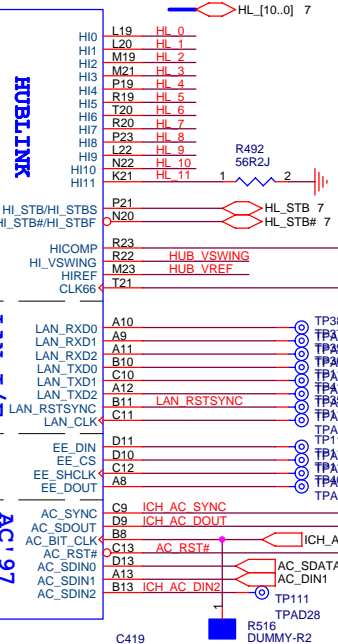 HL_[10..0] 7
HUBLINK
HI0 L19 HL_0
HI1 L20 HL_1
HI2 M19 HL_2
HI3 M21 HL_3
HI4 P19 HL_4
HI5 R19 HL_5
HI6 T20 HL_6
HI7 R20 HL_7
HI8 P23 HL_8
HI9 L22 HL_9
HI10 N22 HL_10
HI11 K21 HL_11
R492
56R2J
1 2
HI_STB/HI_STBS P21 HL_STB 7
HI_STB#/HI_STBF N20 HL_STB# 7
HICOMP R23
HI_VSWING R22 HUB_VSWING
HIREF M23 HUB_VREF
CLK66 T21
LAN_RXD0 A10
LAN_RXD1 A9
LAN_RXD2 A11
LAN_TXD0 B10
LAN_TXD1 C10
LAN_TXD2 A12
LAN_RSTSYNC B11 LAN_RSTSYNC
LAN_CLK C11
EE_DIN D11
EE_CS D10
EE_SHCLK C12
EE_DOUT A8
AC'97
AC_SYNC C9 ICH_AC_SYNC
AC_SDOUT D9 ICH_AC_DOUT
AC_BIT_CLK B8 ICH_A
AC_RST# C13 AC_RST#
AC_SDIN0 D13 AC_SDATA
AC_SDIN1 A13 AC_DIN1
AC_SDIN2 B13 ICH_AC_DIN2
TP111
TPAD28
1
R516
DUMMY-R2
C419